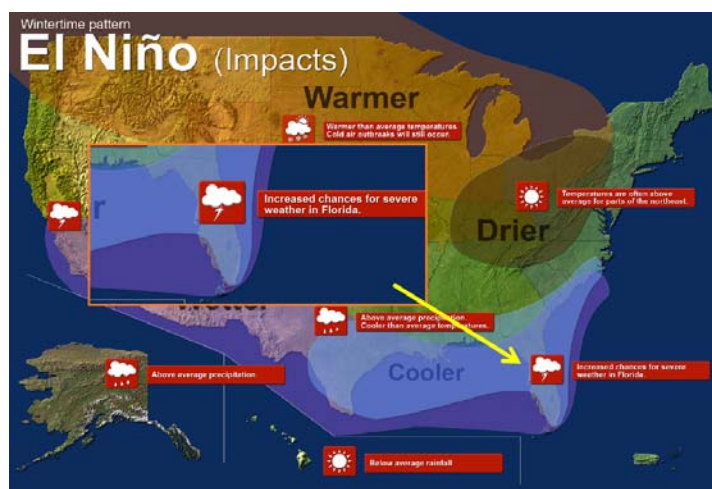 Wintertime pattern
El Niño (Impacts)
Warmer
Warmer than average temperatures.
Cold air outbreaks will still occur.
Increased chances for severe
weather in Florida.
Temperatures are often above
average for parts of the northeast.
Drier
Above average precipitation.
Cooler than average temperatures.
Above average precipitation.
Cooler
Increased chances for severe
weather in Florida.
Below average rainfall